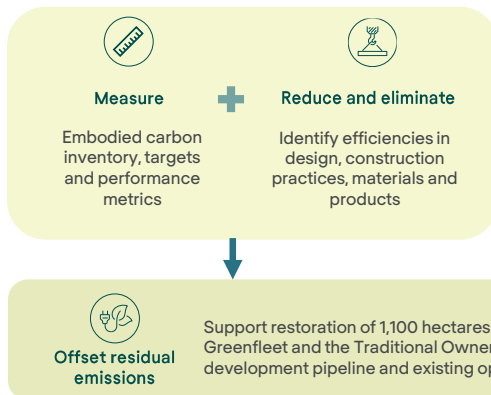 Measure
Embodied carbon
inventory, targets
and performance
metrics
Reduce and eliminate
Identify efficiencies in
design, construction
practices, materials and
products
Offset residual
emissions
Support restoration of 1,100 hectares
Greenfleet and the Traditional Owner
development pipeline and existing op